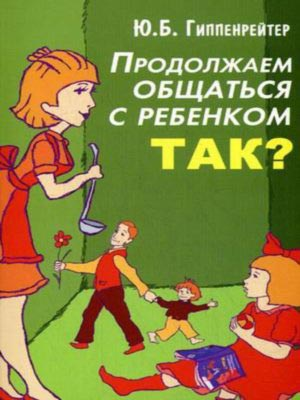 Ю.Б. Гиппенрейтер
Продолжаем
общаться
с ребенком
ТАК?